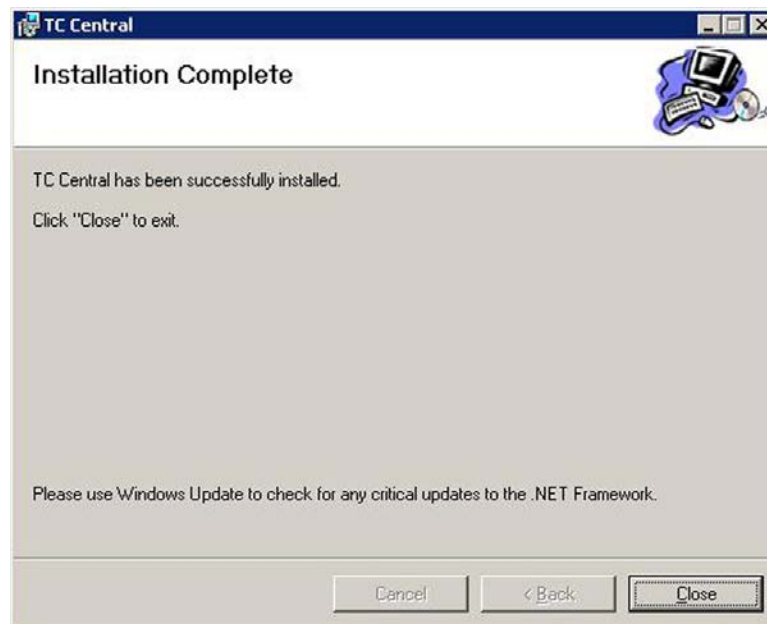 TC Central
Installation Complete
TC Central has been successfully installed.
Click "Close" to exit.
Please use Windows Update to check for any critical updates to the .NET Framework.
Cancel
< Back
Close